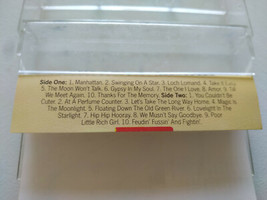 Side One: 1. Manhattan. 2. Swinging On A Star. 3. Loch Lomond. 4. Take It Easy.
5. The Moon Won't Talk. 6. Gypsy In My Soul. 7. The One I Love. 8. Amor. 9. Till
We Meet Again. 10. Thanks For The Memory. Side Two: 1. You Couldn't Be
Cuter. 2. At A Perfume Counter. 3. Let's Take The Long Way Home. 4. Magic Is
The Moonlight. 5. Floating Down The Old Green River. 6. Lovelight In The
Starlight. 7. Hip Hip Hooray. 8. We Musn't Say Goodbye. 9. Poor
Little Rich Girl. 10. Feudin' Fussin' And Fightin'.